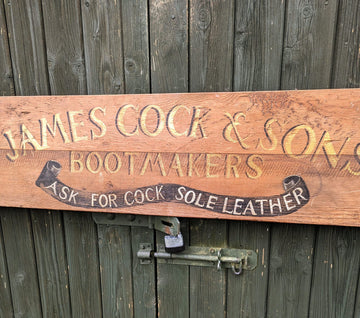 JAMES COCK & SONS
BOOTMAKERS
ASK FOR COCK SOLE LEATHER